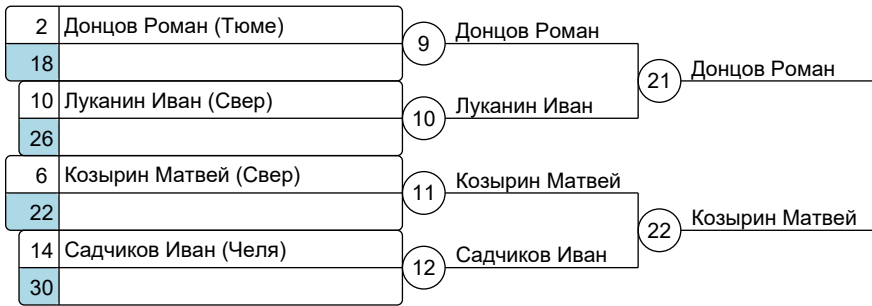 2 Донцов Роман (Тюме)
18
9 Донцов Роман
10 Луканин Иван (Свер)
26
10 Луканин Иван
21 Донцов Роман
6 Козырин Матвей (Свер)
22
11 Козырин Матвей
14 Садчиков Иван (Челя)
30
12 Садчиков Иван
22 Козырин Матвей